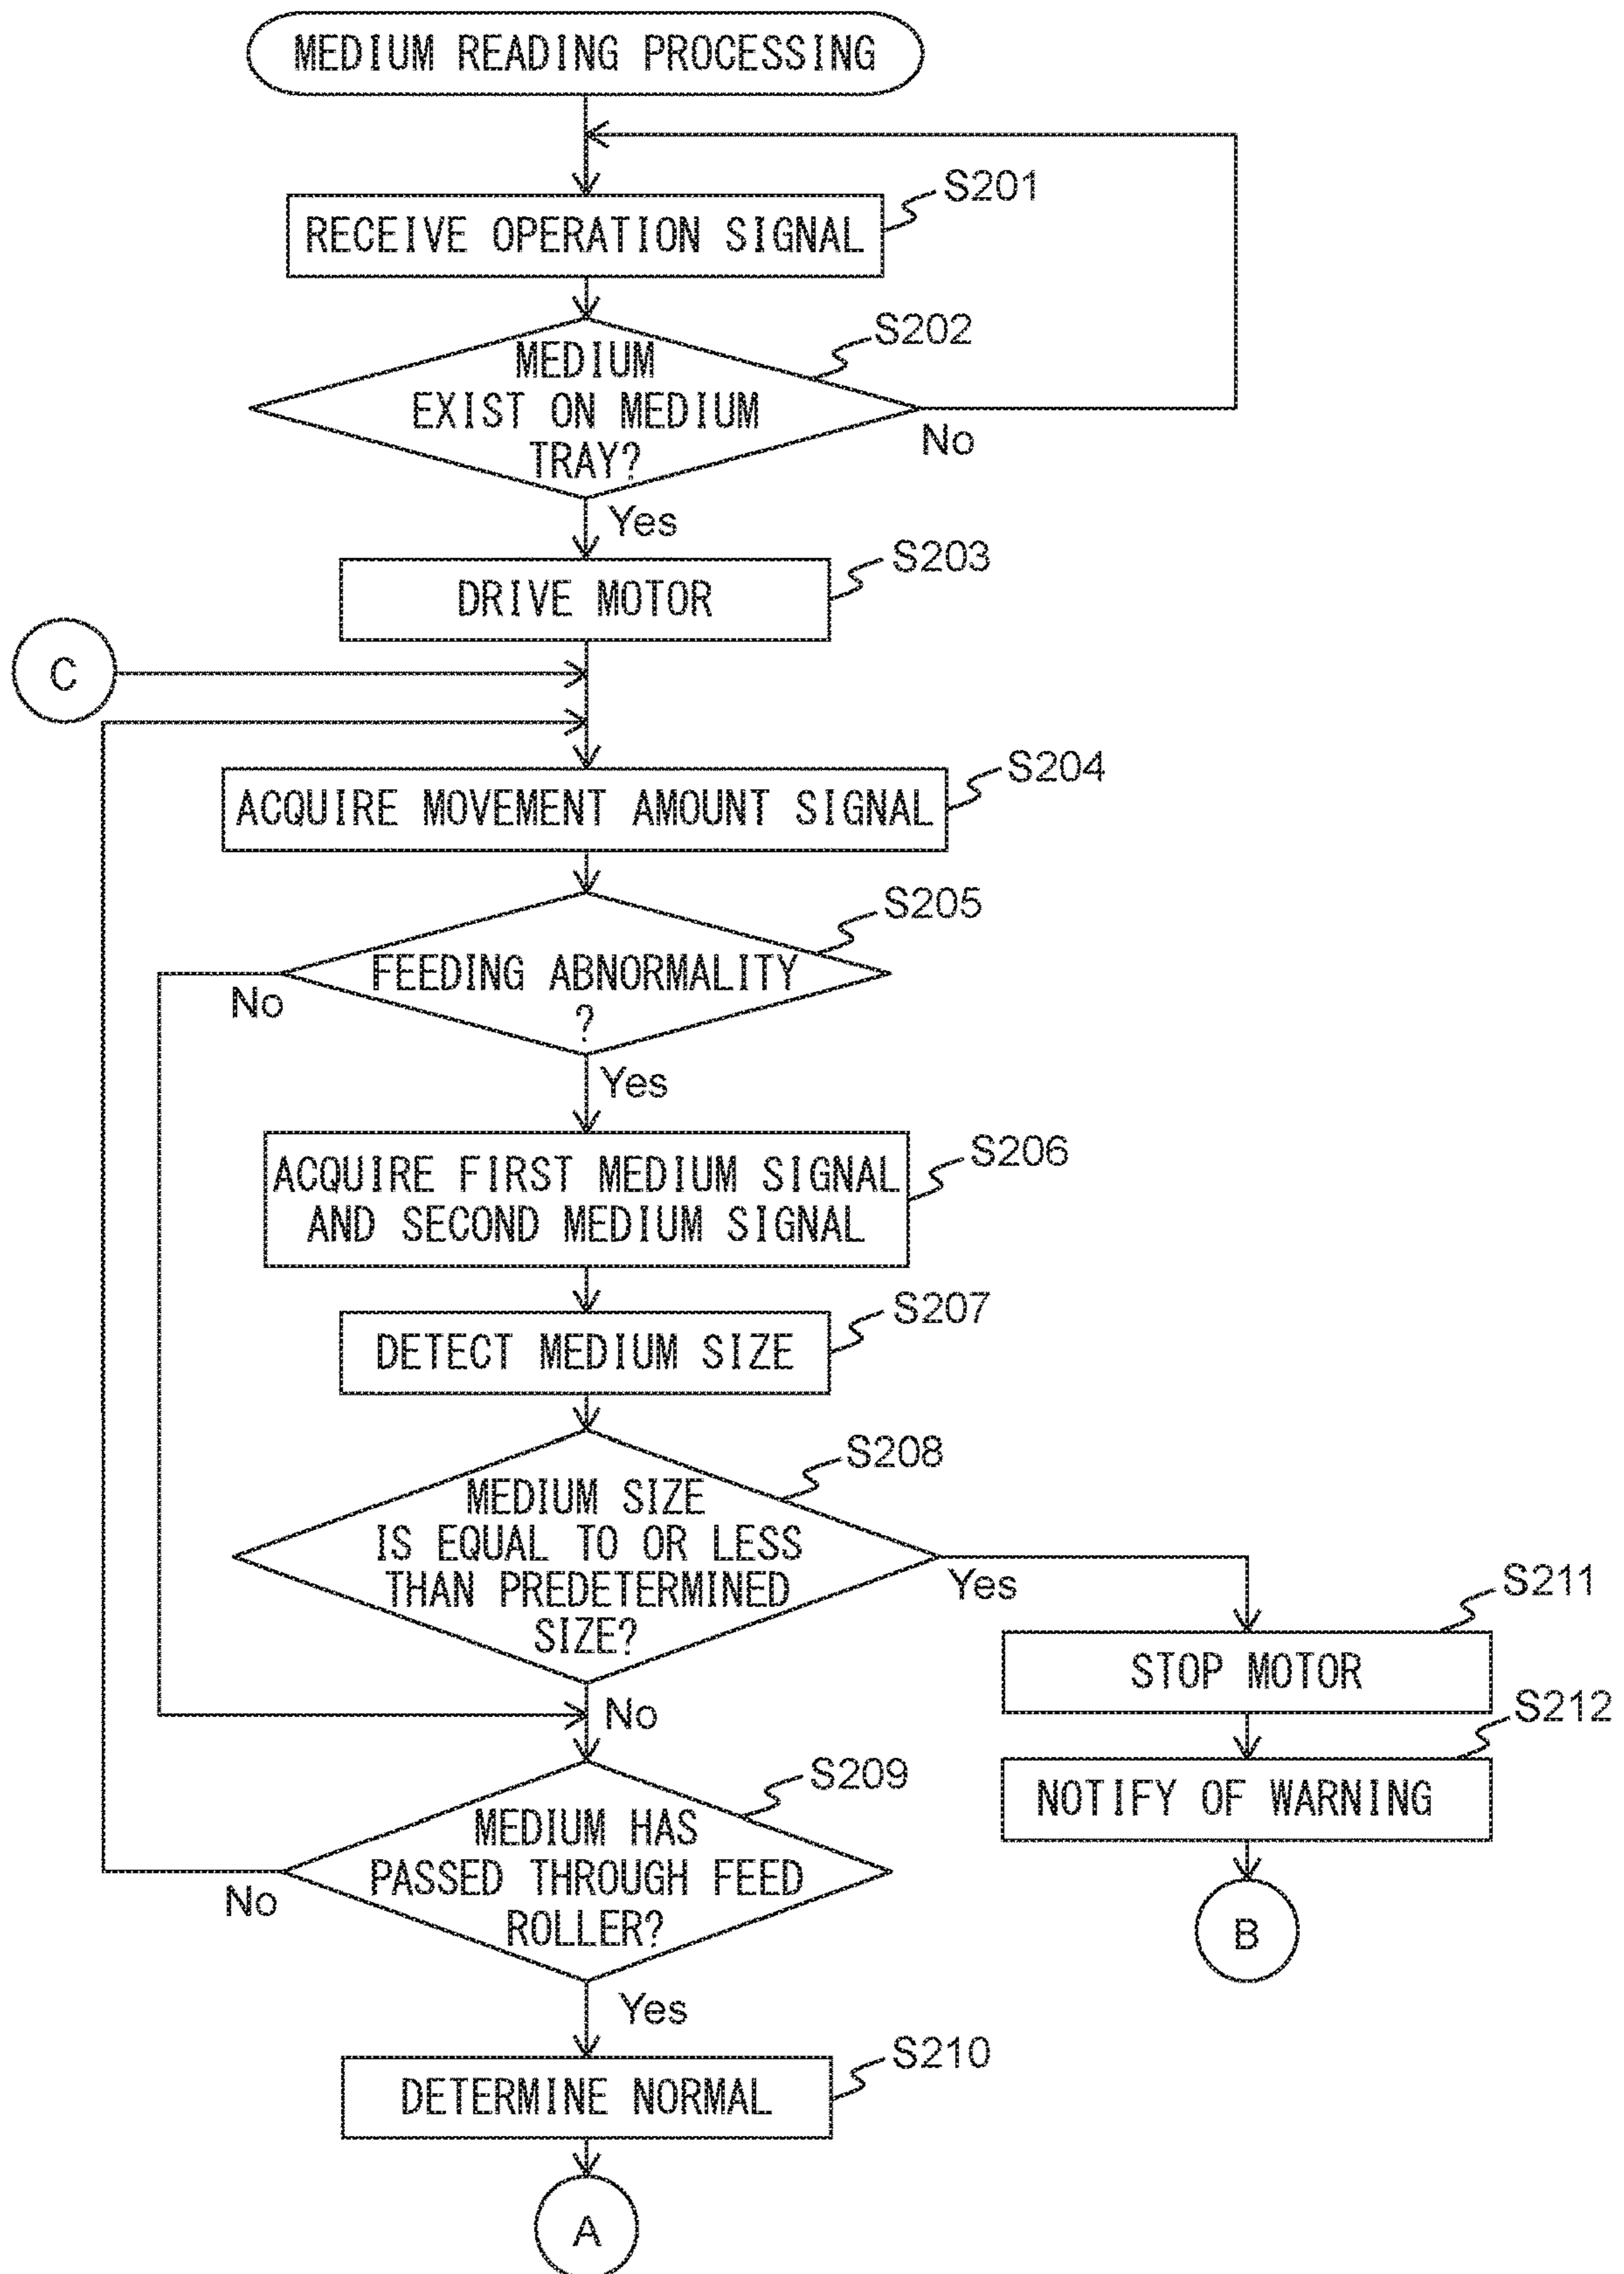 MEDIUM READING PROCESSING
S201
RECEIVE OPERATION SIGNAL
S202
MEDIUM
EXIST ON MEDIUM
TRAY?
No
Yes
S203
DRIVE MOTOR
C
S204
ACQUIRE MOVEMENT AMOUNT SIGNAL
S205
FEEDING ABNORMALITY
?
No
Yes
S206
ACQUIRE FIRST MEDIUM SIGNAL
AND SECOND MEDIUM SIGNAL
S207
DETECT MEDIUM SIZE
S208
MEDIUM SIZE
IS EQUAL TO OR LESS
THAN PREDETERMINED
SIZE?
Yes
No
S211
STOP MOTOR
S212
NOTIFY OF WARNING
B
S209
MEDIUM HAS
PASSED THROUGH FEED
ROLLER?
No
Yes
S210
DETERMINE NORMAL
A